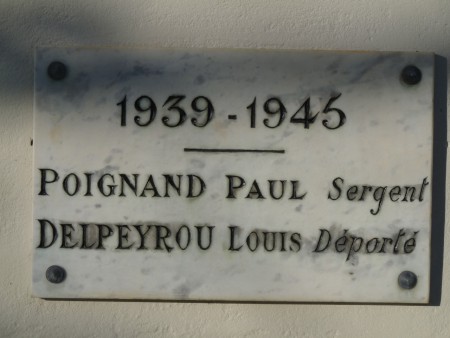 1939-1945
POIGNAND PAUL Sergent
DELPEYROU LOUIS Déporté